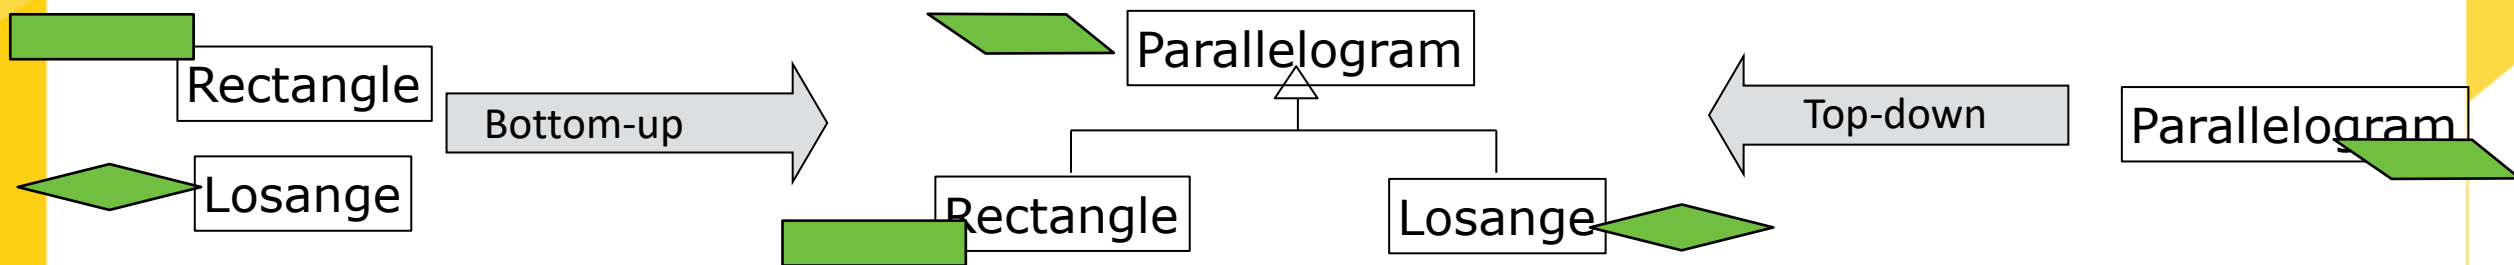 Rectangle
Losange
Bottom-up
Parallelogram
Rectangle
Losange
Top-down
Parallelogram